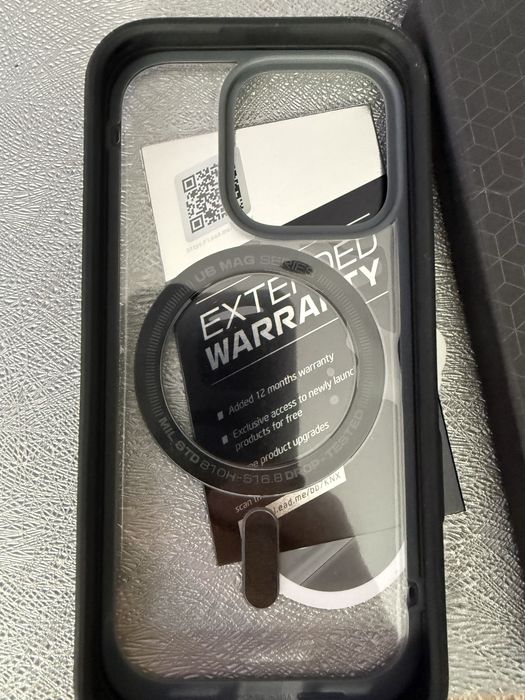 UB MAG SERIES
EXTENDED
WARRANTY
Added 12 months warranty
Exclusive access to newly launc
products for free
product upgrades
MIL STD 810H-516.8 DROP-TESTED
scan